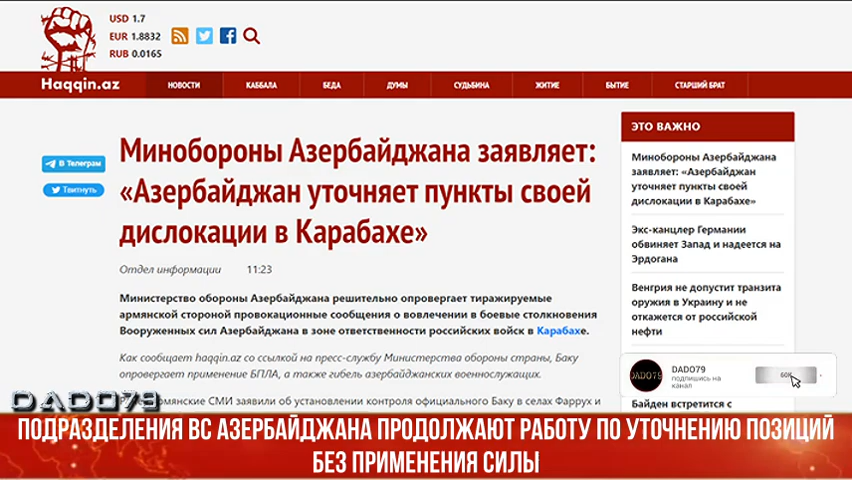 USD 1.7
EUR 1.8832
RUB 0.0165
Haqqin.az
НОВОСТИ КАББАЛА БЕДА ДУМЫ СУДЬБИНА ЖИТИЕ БЫТИЕ СТАРШИЙ БРАТ
В Телеграм
Твитнуть
Минобороны Азербайджана заявляет:
«Азербайджан уточняет пункты своей
дислокации в Карабахе»
Отдел информации 11:23
Министерство обороны Азербайджана решительно опровергает тиражируемые
армянской стороной провокационные сообщения о вовлечении в боевые столкновения
Вооруженных сил Азербайджана в зоне ответственности российских войск в Карабахе.
Как сообщает haqqin.az со ссылкой на пресс-службу Министерства обороны страны, Баку
опровергает применение БПЛА, а также гибель азербайджанских военнослужащих.
СМИ заявили об установлении контроля официального Баку в селах Фаррух и
ЭТО ВАЖНО
Минобороны Азербайджана
заявляет: «Азербайджан
уточняет пункты своей
дислокации в Карабахе»
Экс-канцлер Германии
обвиняет Запад и надеется на
Эрдогана
Венгрия не допустит транзита
оружия в Украину и не
откажется от российской
нефти
DADO79
DADO79
подпишись на
канал
60K
Байден встретится с
DADO79
ПОДРАЗДЕЛЕНИЯ ВС АЗЕРБАЙДЖАНА ПРОДОЛЖАЮТ РАБОТУ ПО УТОЧНЕНИЮ ПОЗИЦИЙ
БЕЗ ПРИМЕНЕНИЯ СИЛЫ